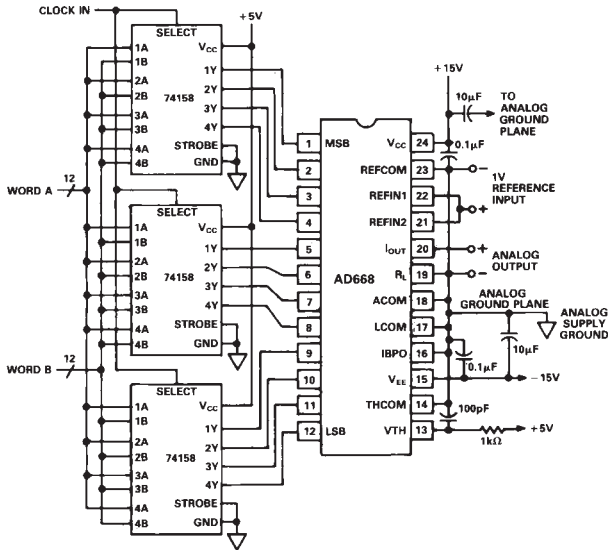 CLOCK IN
+5V
SELECT
1A
1B
2A
2B
3A
3B
4A
4B
74158
VCC
1Y
2Y
3Y
4Y
STROBE
GND
WORD A
12
SELECT
1A
1B
2A
2B
3A
3B
4A
4B
74158
VCC
1Y
2Y
3Y
4Y
STROBE
GND
WORD B
12
SELECT
1A
1B
2A
2B
3A
3B
4A
4B
74158
VCC
1Y
2Y
3Y
4Y
STROBE
GND
1 MSB
2
3
4
5
6
7
8
9
10
11
12 LSB
AD668
VCC 24
REFCOM 23
REFIN1 22
REFIN2 21
IOUT 20
RL 19
ACOM 18
LCOM 17
IBPO 16
VEE 15
THCOM 14
VTH 13
+15V
10µF
TO
ANALOG
GROUND
PLANE
0.1µF
−
1V
REFERENCE
INPUT
+
+
ANALOG
OUTPUT
−
ANALOG
GROUND PLANE
ANALOG
SUPPLY
GROUND
10µF
0.1µF
−15V
100pF
+5V
1kΩ